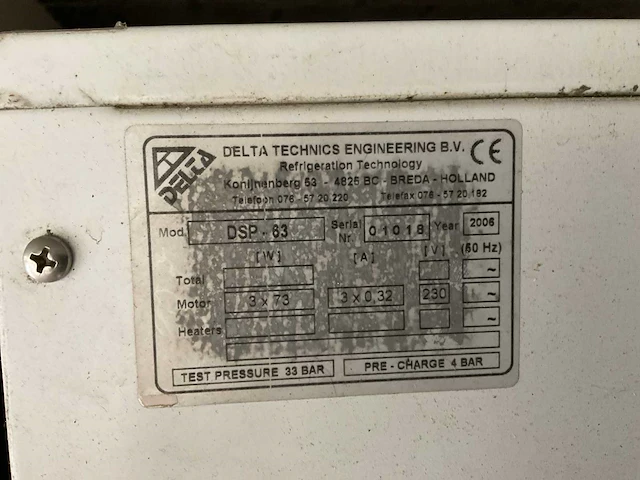 DELTA
DELTA TECHNICS ENGINEERING B.V. CE
Refrigeration Technology
Konijnenberg 53 - 4825 BC - BREDA - HOLLAND
Telefoon 076 - 57 20 220 Telefax 076 - 57 20 182
Mod. DSP - 63 Serial Nr. 01018 Year 2006
[W] [A] [V] (50 Hz)
Total ~
Motor 3 x 73 3 x 0,32 230 ~
Heaters ~
TEST PRESSURE 33 BAR PRE - CHARGE 4 BAR